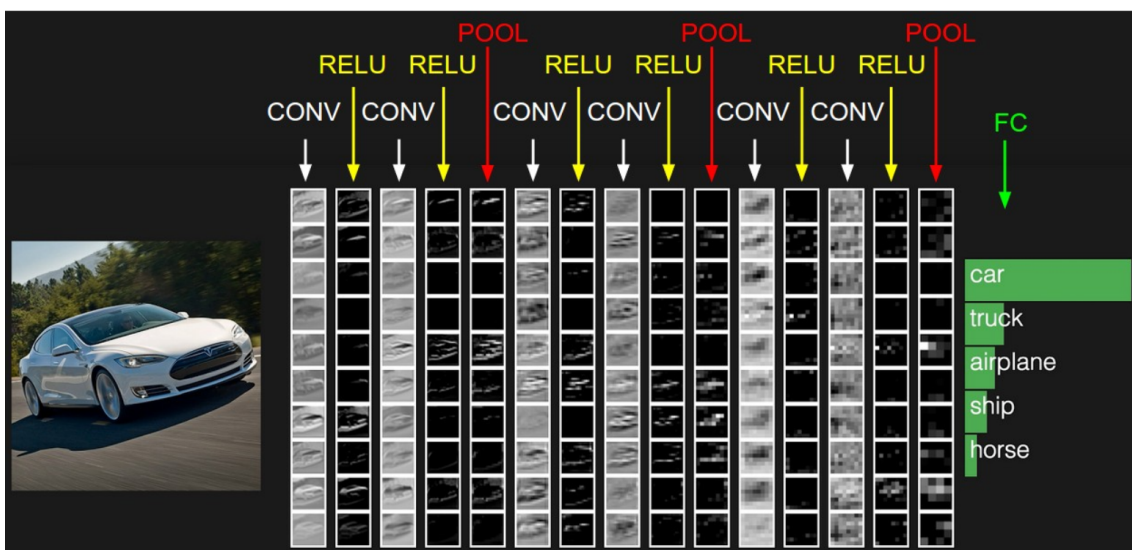 POOL POOL POOL
RELU RELU RELU RELU RELU RELU
CONV CONV CONV CONV CONV CONV
FC
car
truck
airplane
ship
horse